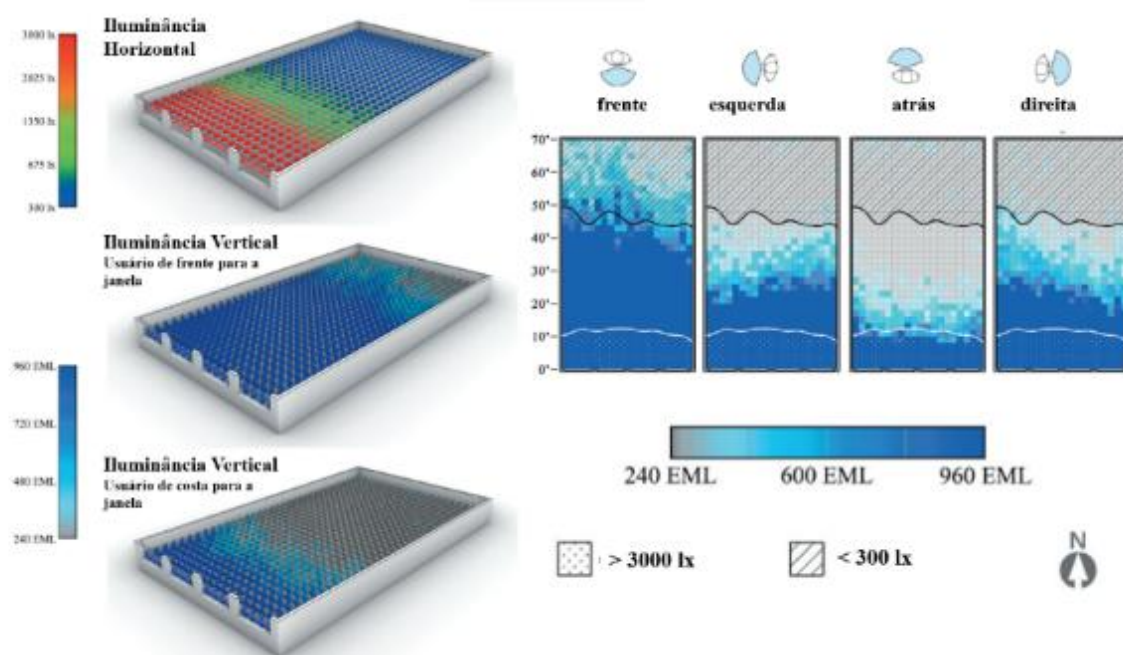 Iluminância
Horizontal
3000 lx
2025 lx
1350 lx
675 lx
300 lx
Iluminância Vertical
Usuário de frente para a
janela
960 EML
720 EML
480 EML
240 EML
Iluminância Vertical
Usuário de costa para a
janela
frente
esquerda
atrás
direita
70'
60'
50'
40'
30'
20'
10'
0'
240 EML
600 EML
960 EML
> 3000 lx
< 300 lx
N